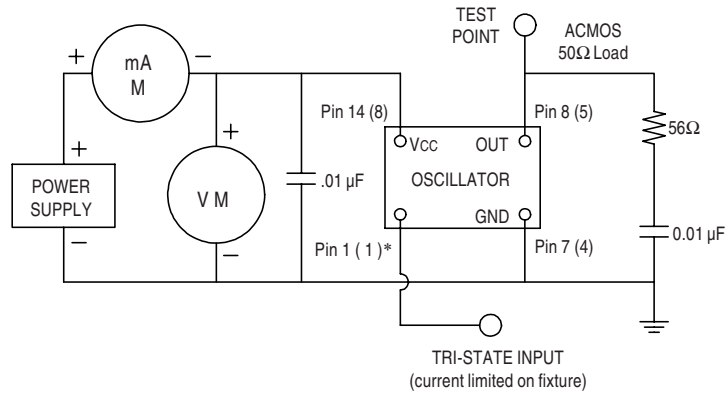 TEST
POINT
ACMOS
50Ω Load
+
mA
M
−
Pin 14 (8)
Pin 8 (5)
+
+
VCC
OUT
56Ω
POWER
SUPPLY
V M
.01 µF
OSCILLATOR
GND
−
−
Pin 1 ( 1 )*
Pin 7 (4)
0.01 µF
TRI-STATE INPUT
(current limited on fixture)